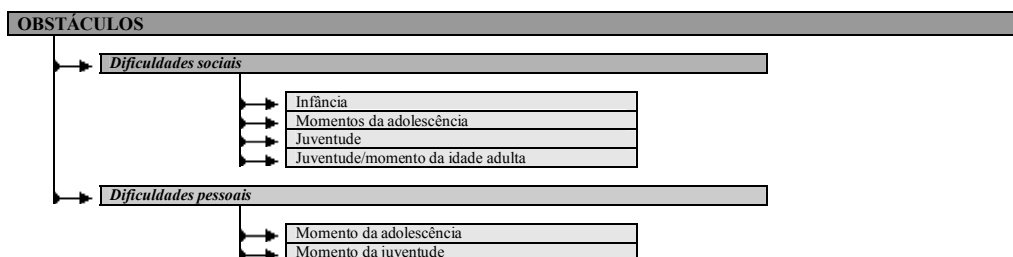 OBSTÁCULOS
Dificuldades sociais
Infância
Momentos da adolescência
Juventude
Juventude/momento da idade adulta
Dificuldades pessoais
Momento da adolescência
Momento da juventude